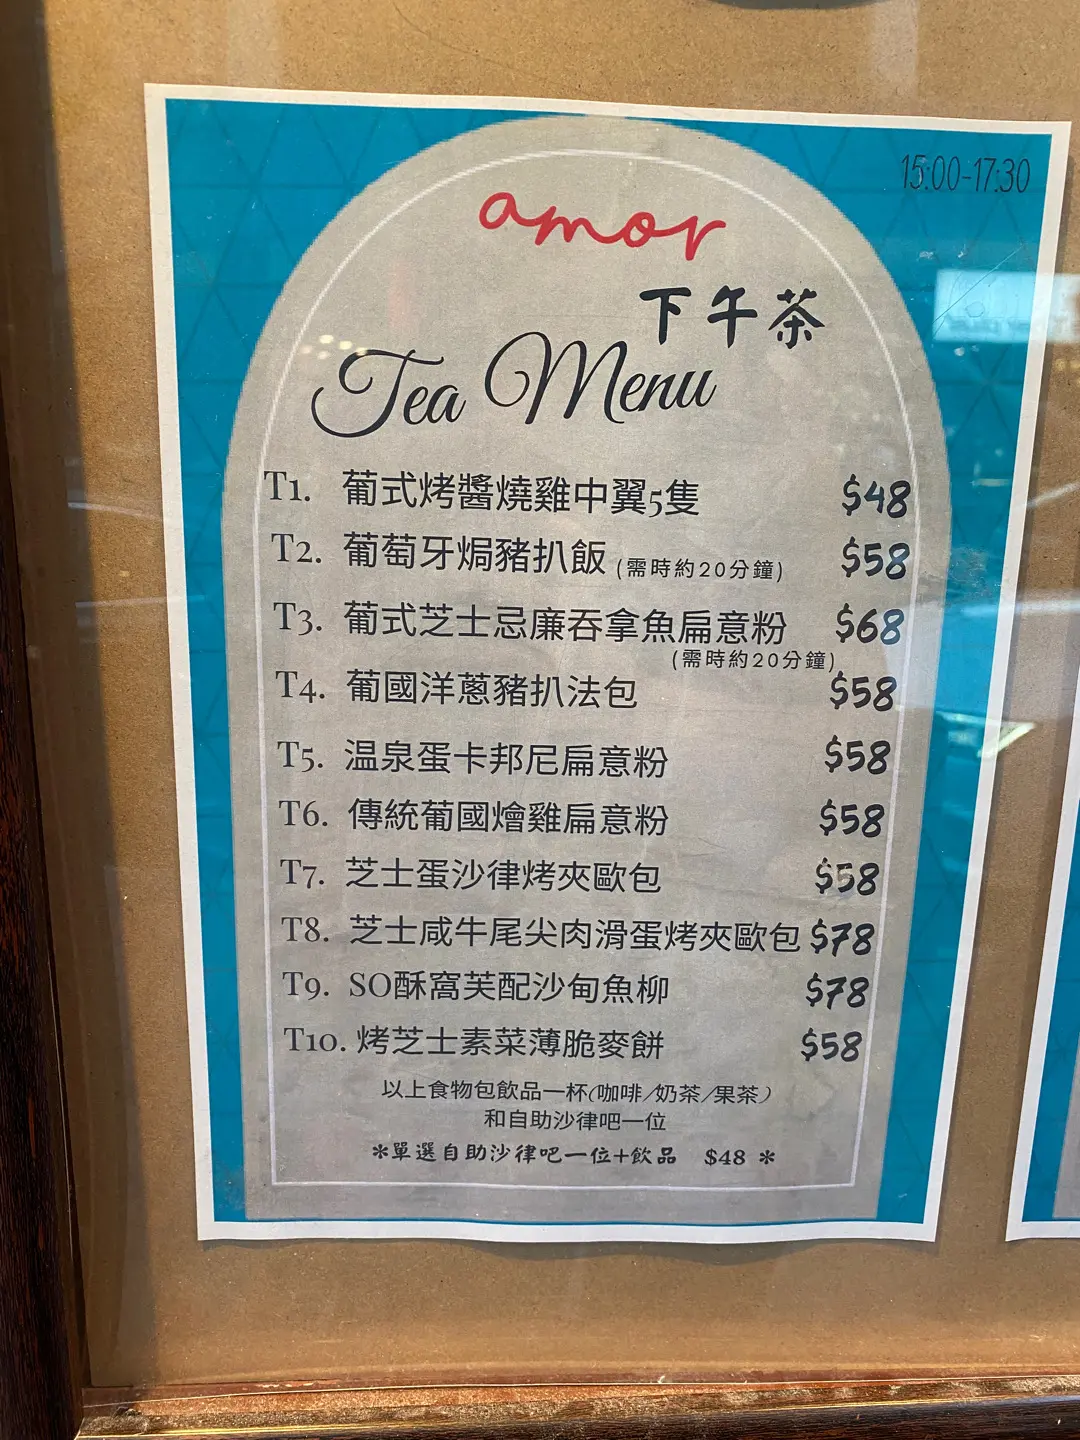 15:00-17:30
amor
下午茶
Tea Menu
T1. 葡式烤醬燒雞中翼5隻 $48
T2. 葡萄牙焗豬扒飯 (需時約20分鐘) $58
T3. 葡式芝士忌廉吞拿魚扁意粉 $68
(需時約20分鐘)
T4. 葡國洋蔥豬扒法包 $58
T5. 温泉蛋卡邦尼扁意粉 $58
T6. 傳統葡國燴雞扁意粉 $58
T7. 芝士蛋沙律烤夾歐包 $58
T8. 芝士咸牛尾尖肉滑蛋烤夾歐包 $78
T9. SO酥窩芙配沙甸魚柳 $78
T10. 烤芝士素菜薄脆麥餅 $58
以上食物包飲品一杯(咖啡/奶茶/果茶)
和自助沙律吧一位
*單選自助沙律吧一位+飲品 $48 *